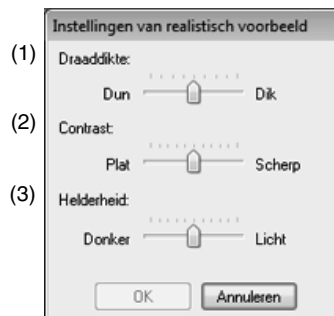 Instellingen van realistisch voorbeeld
(1) Draaddikte:
Dun Dik
(2) Contrast:
Plat Scherp
(3) Helderheid:
Donker Licht
OK Annuleren